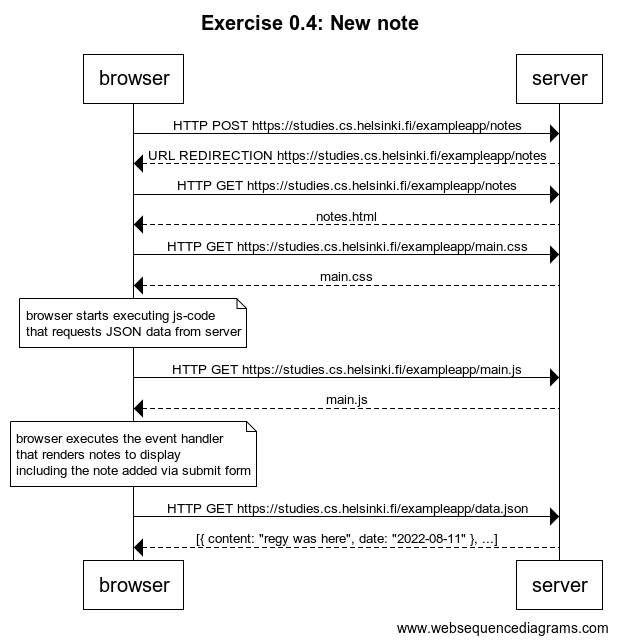 Exercise 0.4: New note
browser
server
HTTP POST https://studies.cs.helsinki.fi/exampleapp/notes
URL REDIRECTION https://studies.cs.helsinki.fi/exampleapp/notes
HTTP GET https://studies.cs.helsinki.fi/exampleapp/notes
notes.html
HTTP GET https://studies.cs.helsinki.fi/exampleapp/main.css
main.css
browser starts executing js-code
that requests JSON data from server
HTTP GET https://studies.cs.helsinki.fi/exampleapp/main.js
main.js
browser executes the event handler
that renders notes to display
including the note added via submit form
HTTP GET https://studies.cs.helsinki.fi/exampleapp/data.json
[{ content: "regy was here", date: "2022-08-11" }, ...]
browser
server
www.websequencediagrams.com